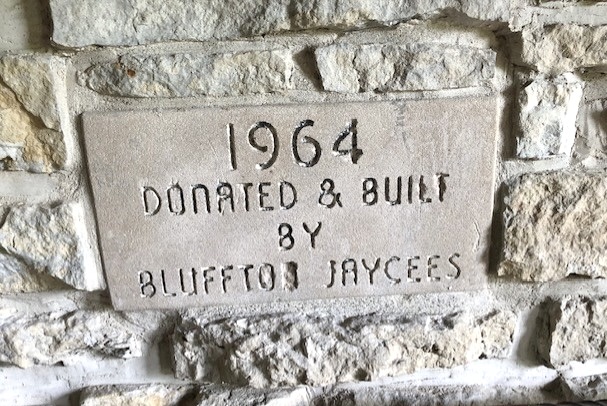 1964
DONATED & BUILT
BY
BLUFFTON JAYCEES